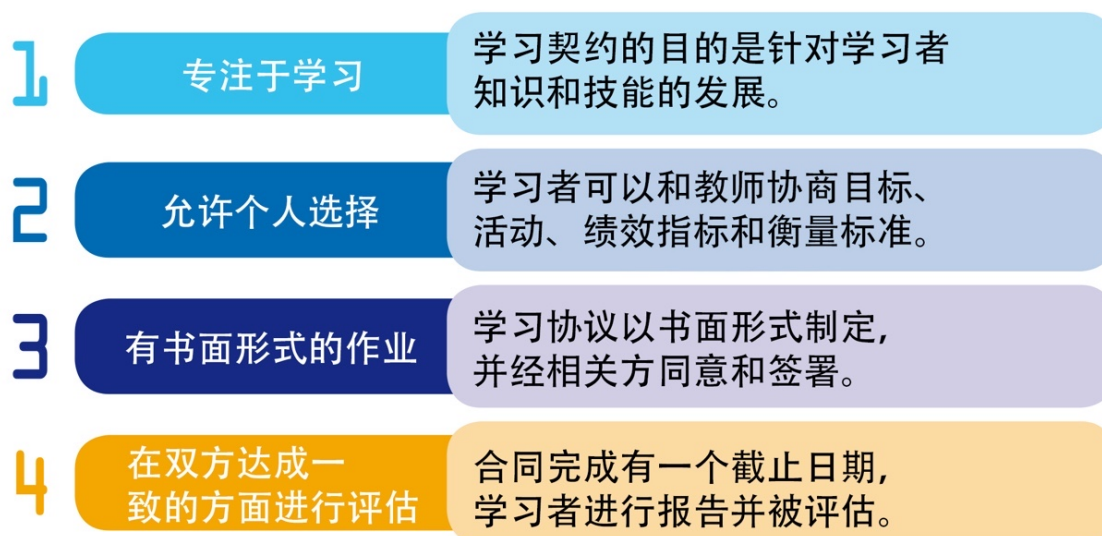 1
专注于学习
学习契约的目的是针对学习者
知识和技能的发展。
2
允许个人选择
学习者可以和教师协商目标、
活动、绩效指标和衡量标准。
3
有书面形式的作业
学习协议以书面形式制定，
并经相关方同意和签署。
4
在双方达成一
致的方面进行评估
合同完成有一个截止日期，
学习者进行报告并被评估。